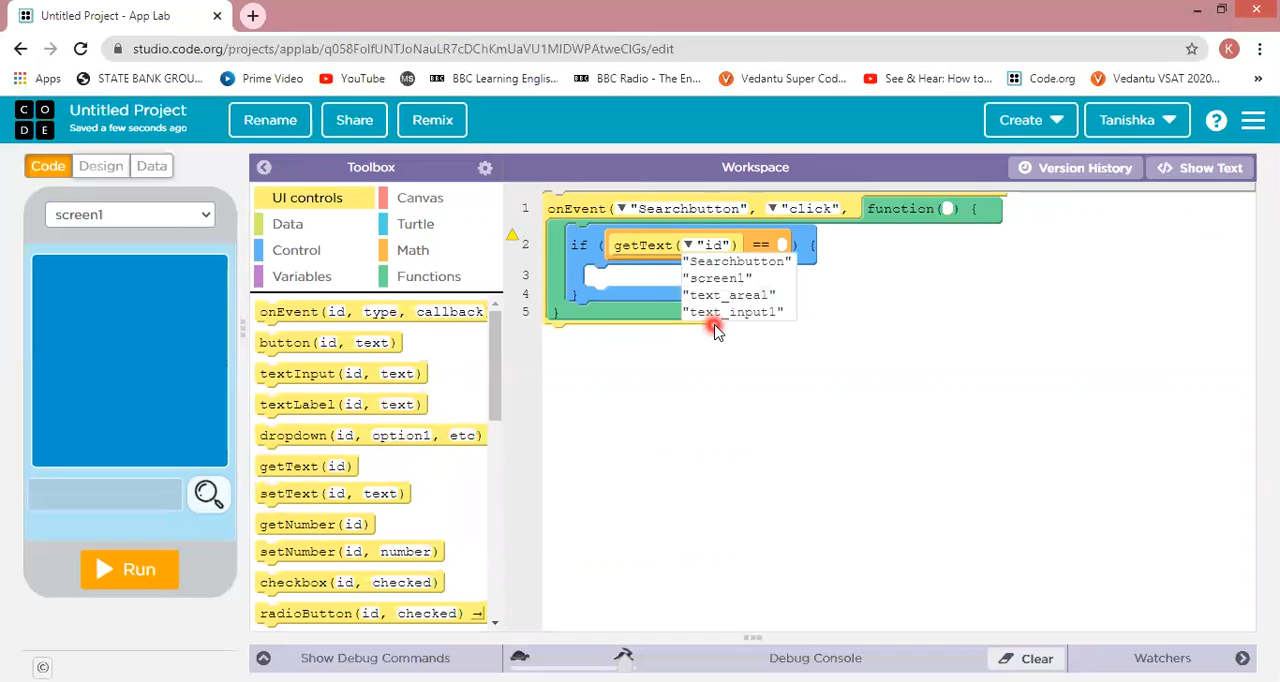 Untitled Project - App Lab
studio.code.org/projects/applab/q058FolfUNTJoNauLR7cDChKmUaVU1MIDWPAtweClGs/edit
K
Apps
STATE BANK GROU...
Prime Video
YouTube
MS
BBC BBC Learning Englis...
BBC BBC Radio - The En...
Vedantu Super Cod...
See & Hear: How to...
Code.org
Vedantu VSAT 2020...
»
CODE
Untitled Project
Saved a few seconds ago
Rename
Share
Remix
Create
Tanishka
?
Code
Design
Data
Toolbox
Workspace
Version History
</> Show Text
screen1
Run
©
UI controls
Canvas
Data
Turtle
Control
Math
Variables
Functions
onEvent(id, type, callback
button(id, text)
textInput(id, text)
textLabel(id, text)
dropdown(id, option1, etc)
getText(id)
setText(id, text)
getNumber(id)
setNumber(id, number)
checkbox(id, checked)
radioButton(id, checked)
1 onEvent( "Searchbutton", "click", function( ) {
2 if ( getText( "id") == ) {
3
4 }
5 }
"Searchbutton"
"screen1"
"text_area1"
"text_input1"
Show Debug Commands
Debug Console
Clear
Watchers